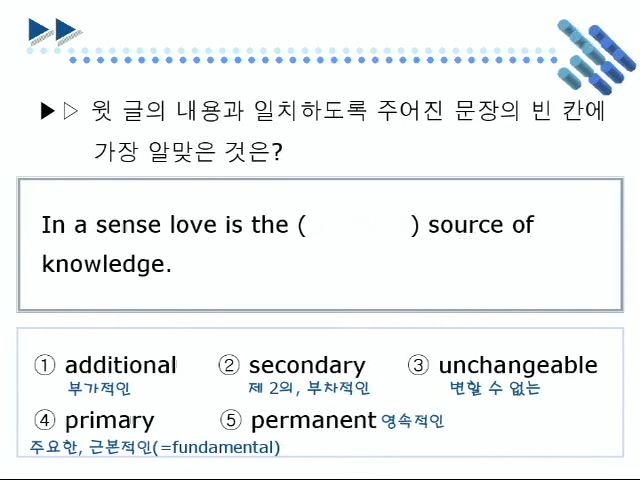 ▶▷ 윗 글의 내용과 일치하도록 주어진 문장의 빈 칸에
가장 알맞은 것은?
In a sense love is the ( ) source of
knowledge.
① additional ② secondary ③ unchangeable
부가적인 제 2의, 부차적인 변할 수 없는
④ primary ⑤ permanent 영속적인
주요한, 근본적인(=fundamental)